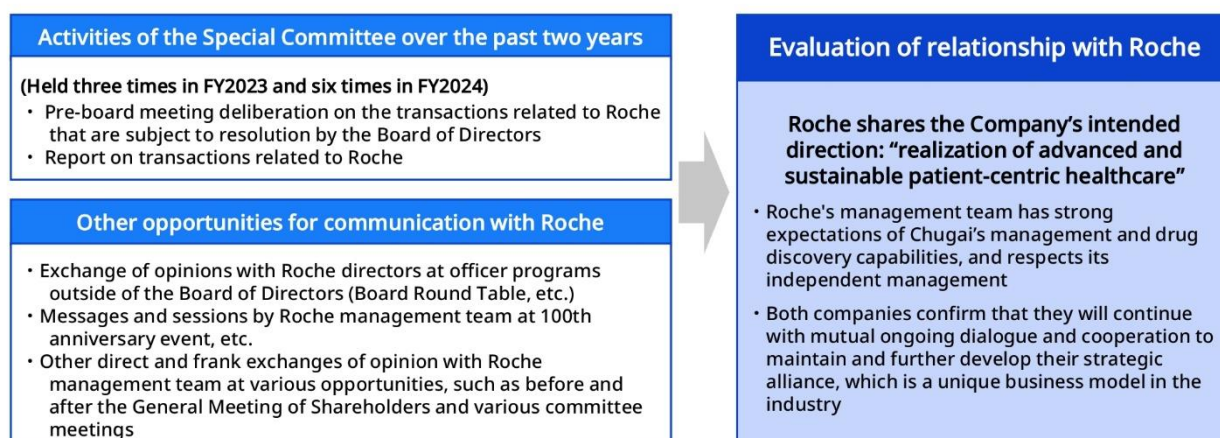 Activities of the Special Committee over the past two years
(Held three times in FY2023 and six times in FY2024)
・ Pre-board meeting deliberation on the transactions related to Roche
that are subject to resolution by the Board of Directors
・ Report on transactions related to Roche
Other opportunities for communication with Roche
・ Exchange of opinions with Roche directors at officer programs
outside of the Board of Directors (Board Round Table, etc.)
・ Messages and sessions by Roche management team at 100th
anniversary event, etc.
・ Other direct and frank exchanges of opinion with Roche
management team at various opportunities, such as before and
after the General Meeting of Shareholders and various committee
meetings
Evaluation of relationship with Roche
Roche shares the Company’s intended
direction: “realization of advanced and
sustainable patient-centric healthcare”
・ Roche's management team has strong
expectations of Chugai’s management and drug
discovery capabilities, and respects its
independent management
・ Both companies confirm that they will continue
with mutual ongoing dialogue and cooperation to
maintain and further develop their strategic
alliance, which is a unique business model in the
industry